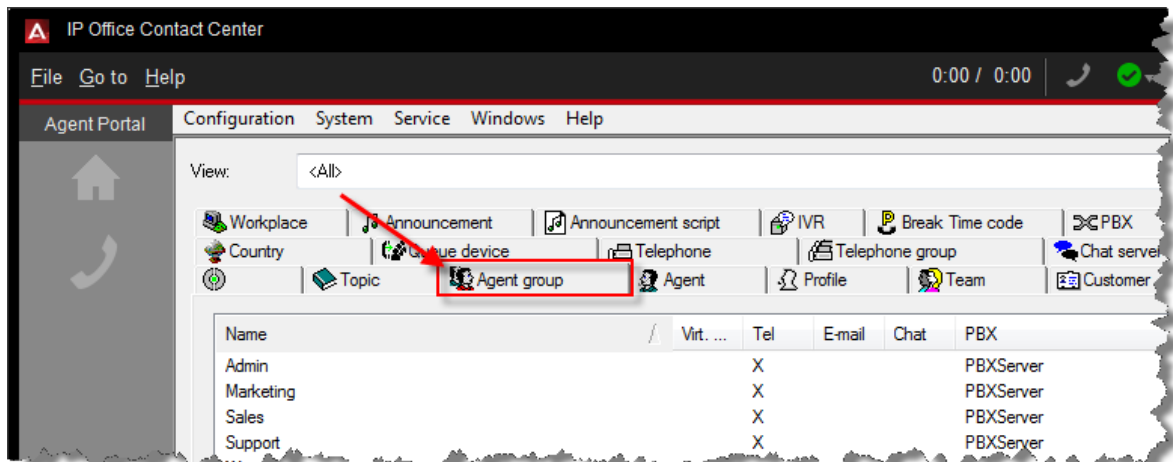 IP Office Contact Center
File Go to Help 0:00 / 0:00
Agent Portal
Configuration System Service Windows Help
View: <All>
Workplace Announcement Announcement script IVR Break Time code PBX
Country Queue device Telephone Telephone group Chat server
Topic Agent group Agent Profile Team Customer
Name Virt. ... Tel E-mail Chat PBX
Admin X PBXServer
Marketing X PBXServer
Sales X PBXServer
Support X PBXServer